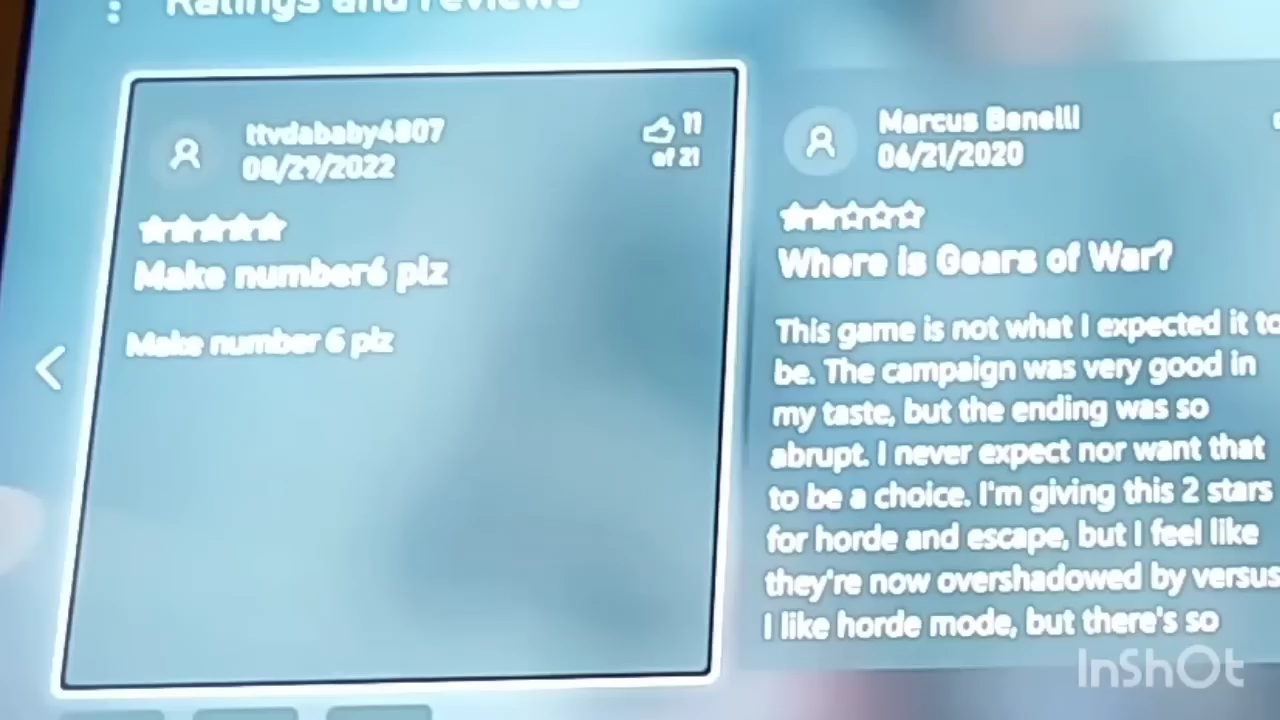 Ratings and reviews
ttvdababy4807
08/29/2022
11
of 21
Make number6 plz
Make number 6 plz
Marcus Benelli
06/21/2020
Where is Gears of War?
This game is not what I expected it to
be. The campaign was very good in
my taste, but the ending was so
abrupt. I never expect nor want that
to be a choice. I'm giving this 2 stars
for horde and escape, but I feel like
they're now overshadowed by versus
I like horde mode, but there's so
InShOt